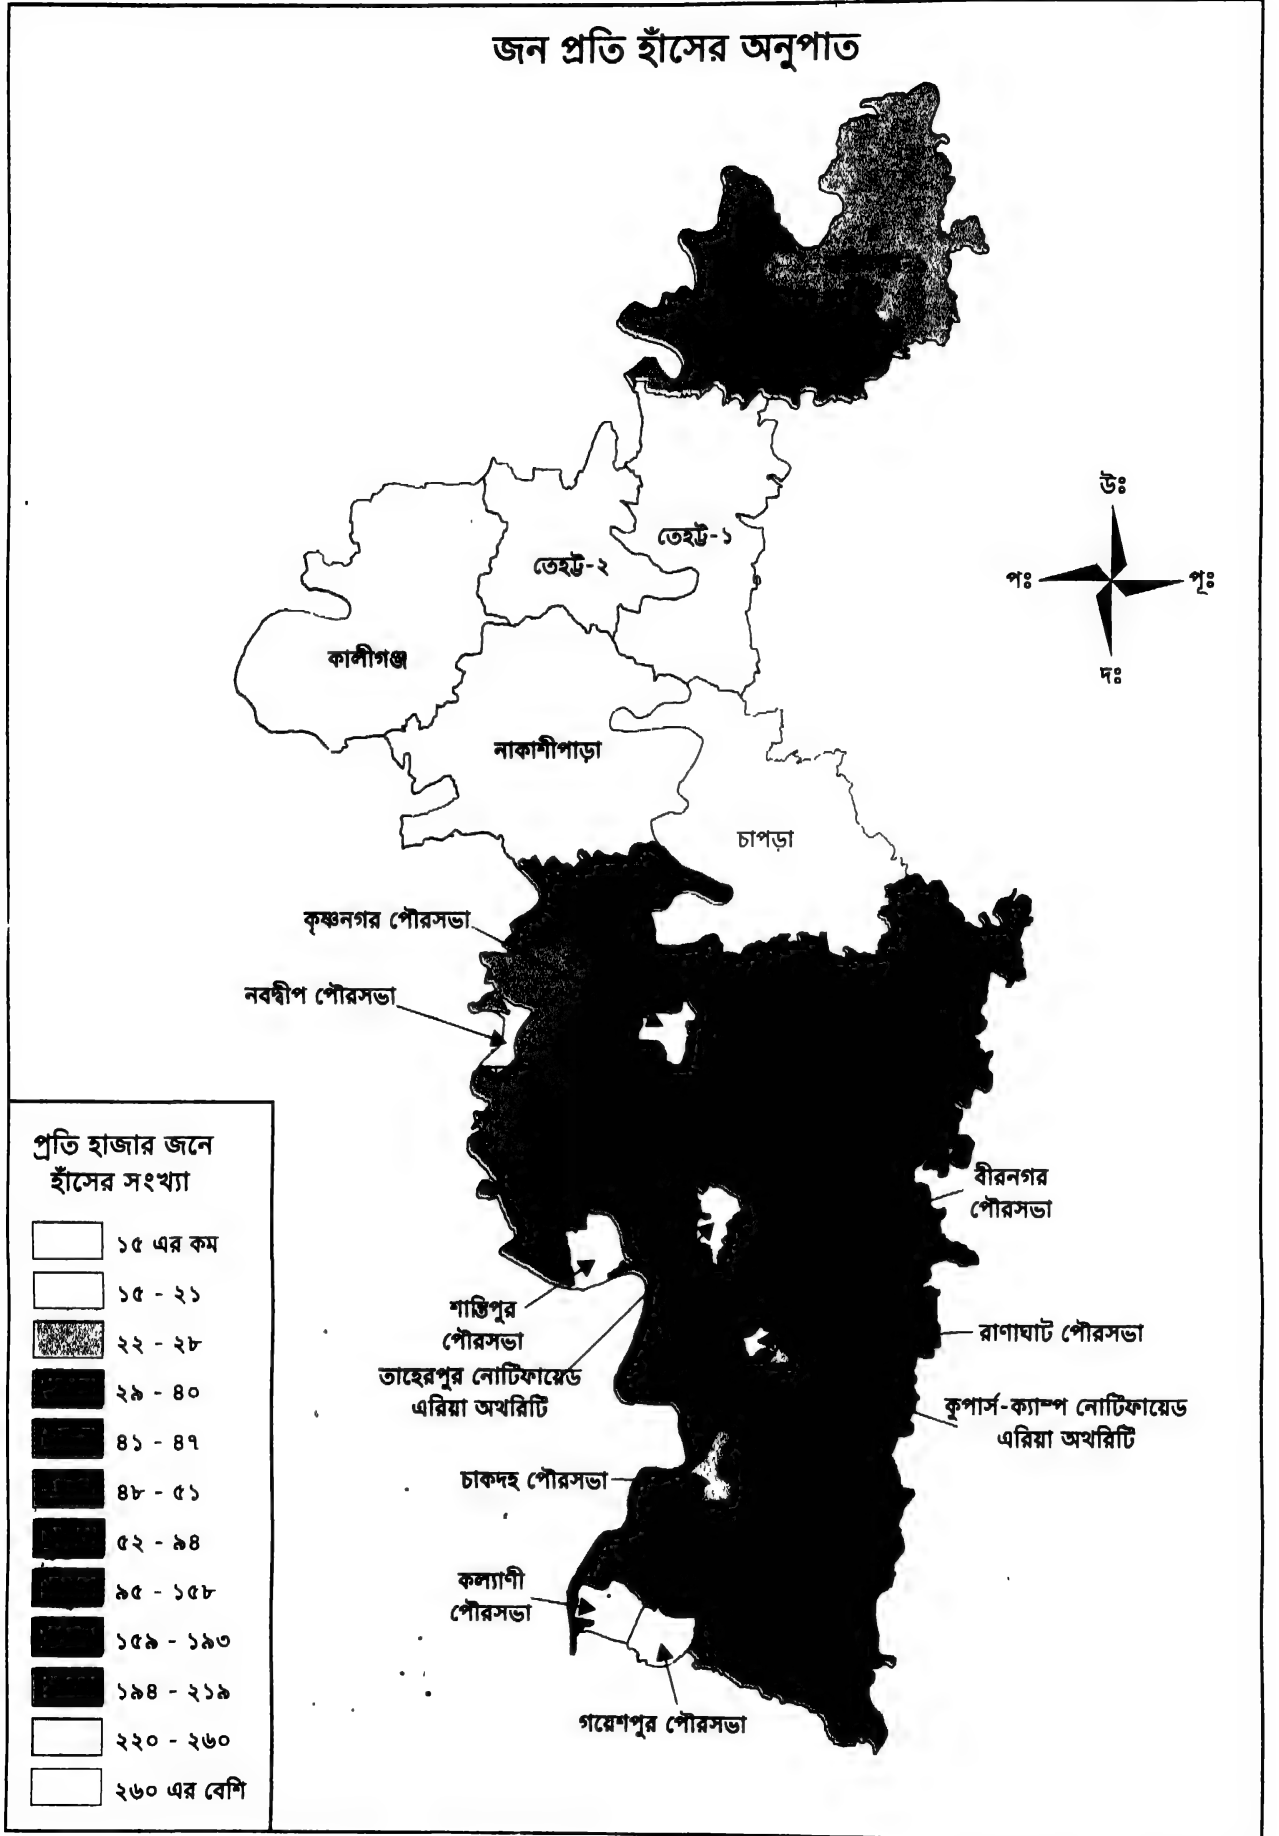 জন প্রতি হাঁসের অনুপাত
উঃ
পঃ
পূঃ
দঃ
তেহট্ট-১
তেহট্ট-২
কালীগঞ্জ
নাকাশীপাড়া
চাপড়া
কৃষ্ণনগর পৌরসভা
নবদ্বীপ পৌরসভা
বীরনগর
পৌরসভা
শান্তিপুর
পৌরসভা
রাণাঘাট পৌরসভা
তাহেরপুর নোটিফায়েড
এরিয়া অথরিটি
কুপার্স-ক্যাম্প নোটিফায়েড
এরিয়া অথরিটি
চাকদহ পৌরসভা
কল্যাণী
পৌরসভা
গয়েশপুর পৌরসভা
প্রতি হাজার জনে
হাঁসের সংখ্যা
১৫ এর কম
১৫ - ২১
২২ - ২৮
২৯ - ৪০
৪১ - ৪৭
৪৮ - ৫১
৫২ - ৯৪
৯৫ - ১৫৮
১৫৯ - ১৯৩
১৯৪ - ২১৯
২২০ - ২৬০
২৬০ এর বেশি